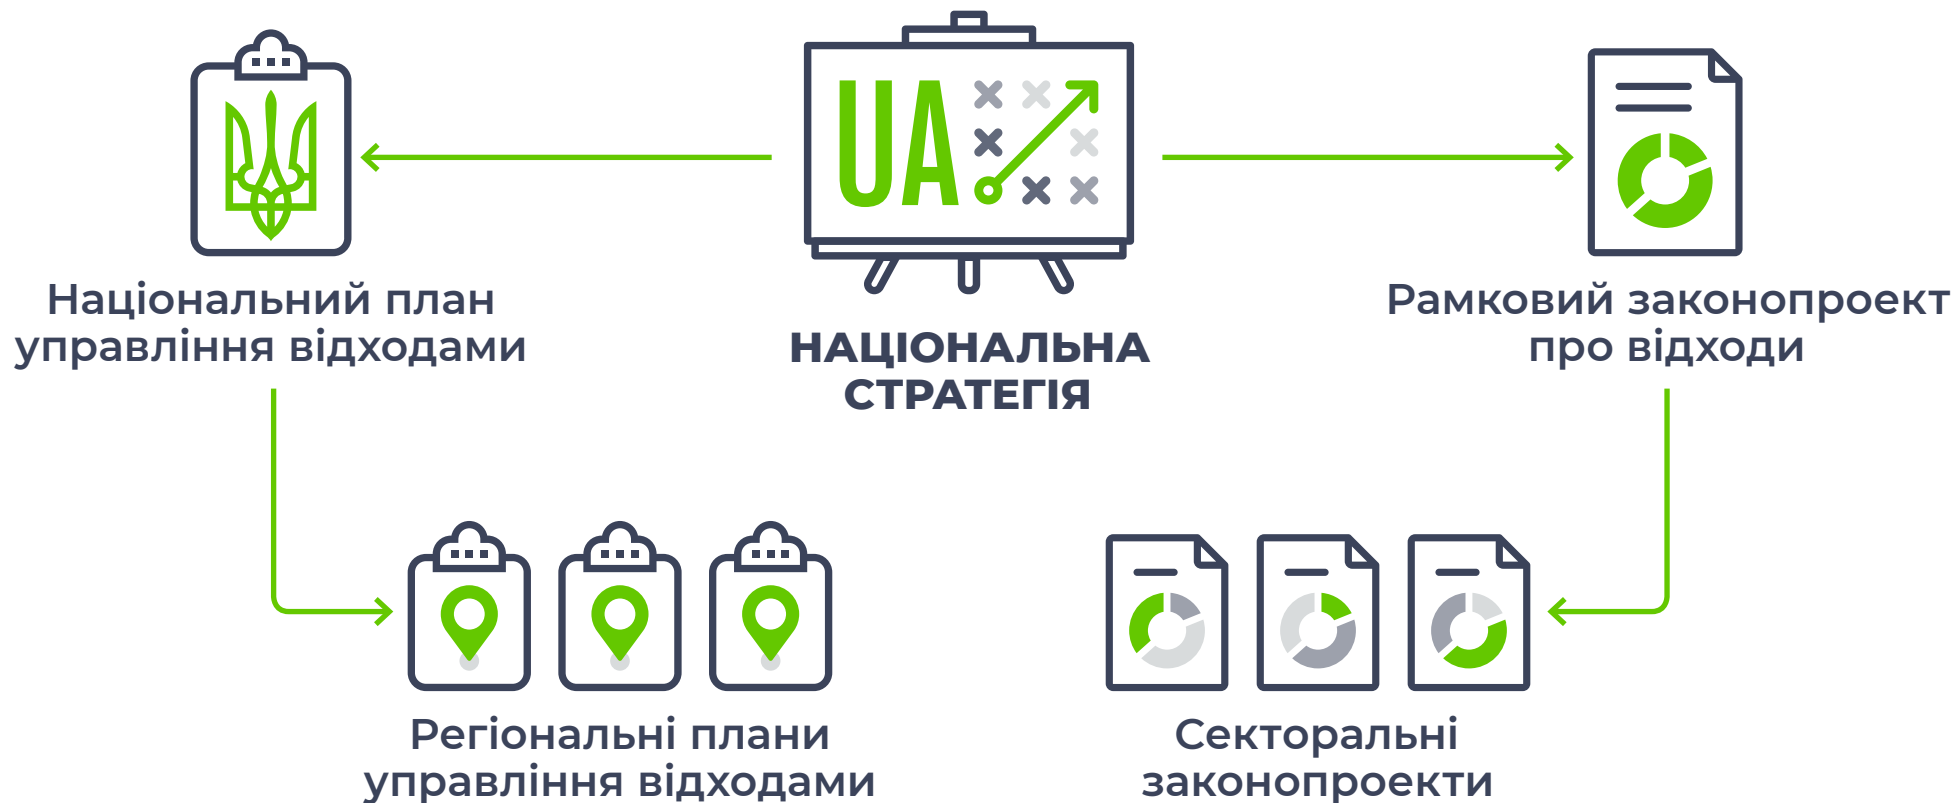 UA
Національний план
управління відходами
НАЦІОНАЛЬНА
СТРАТЕГІЯ
Рамковий законопроект
про відходи
Регіональні плани
управління відходами
Секторальні
законопроекти